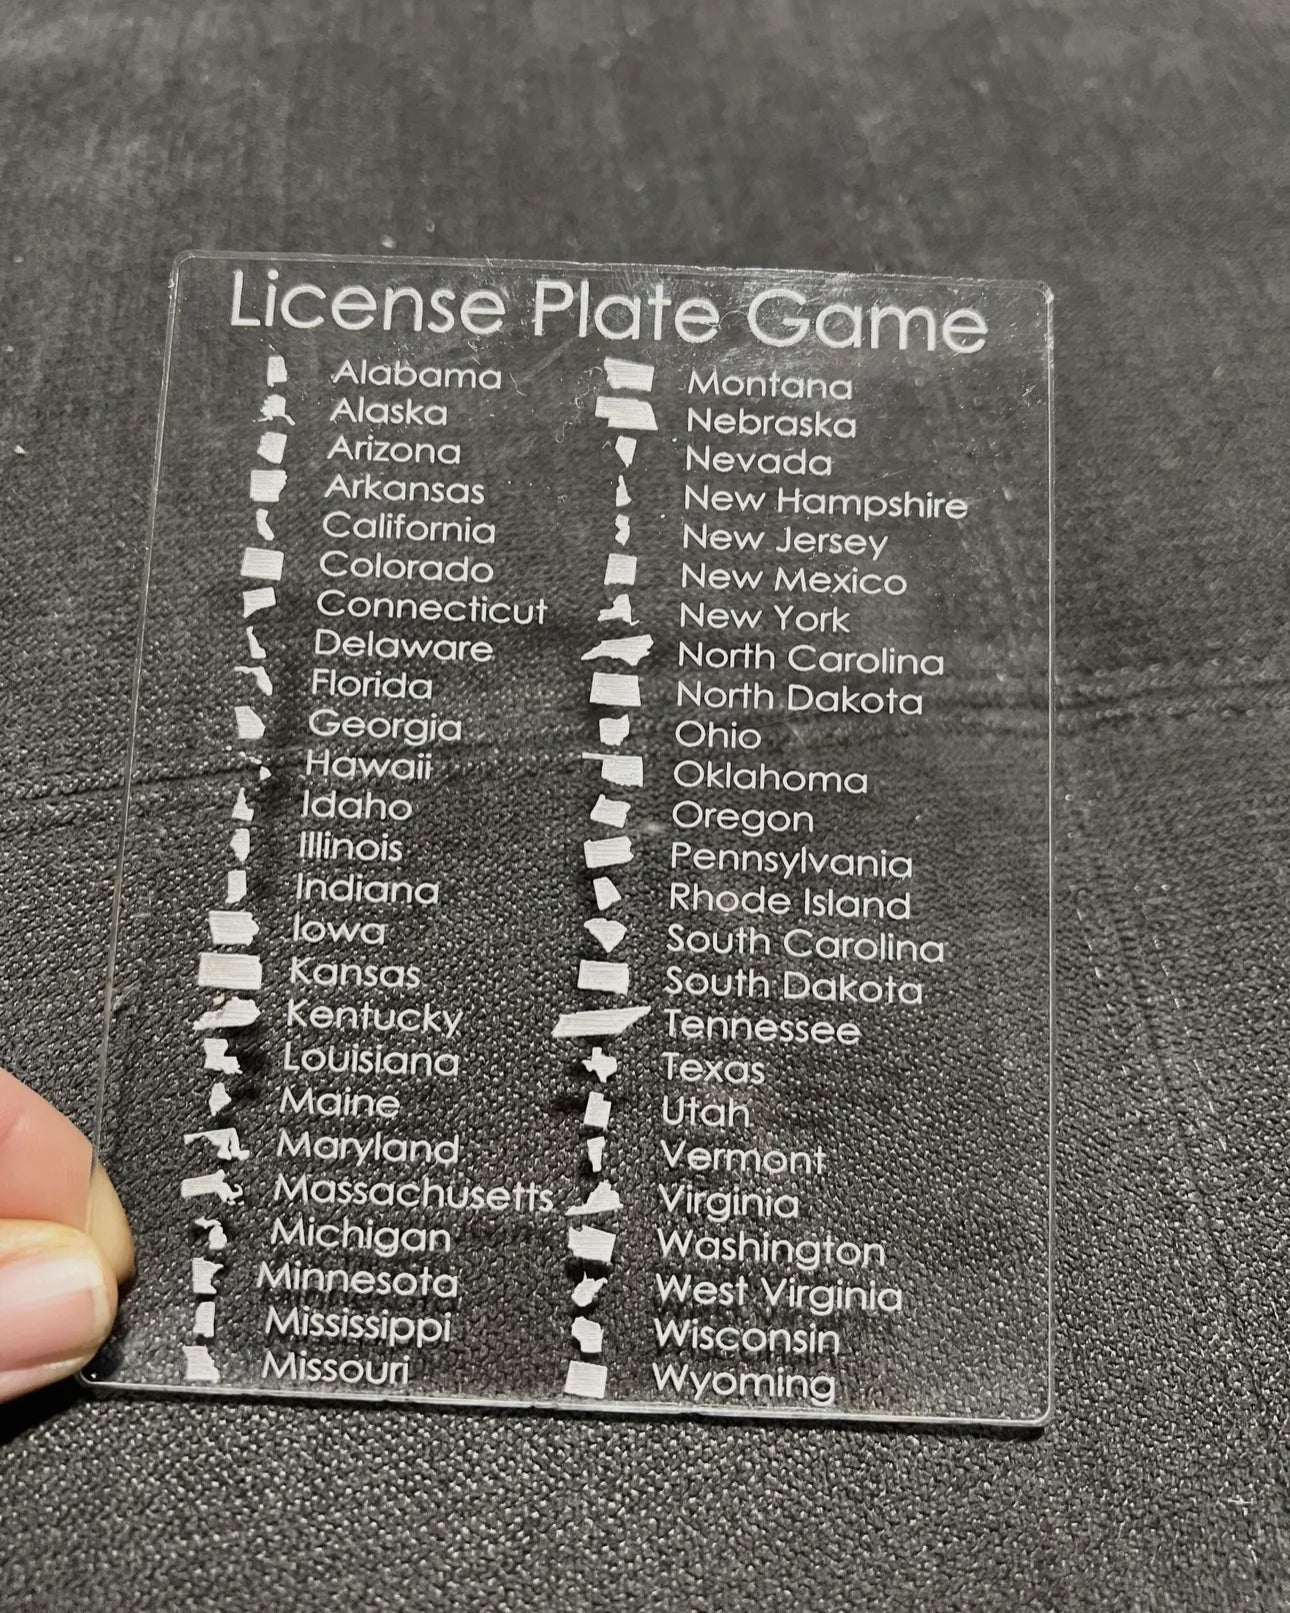 License Plate Game
Alabama
Alaska
Arizona
Arkansas
California
Colorado
Connecticut
Delaware
Florida
Georgia
Hawaii
Idaho
Illinois
Indiana
Iowa
Kansas
Kentucky
Louisiana
Maine
Maryland
Massachusetts
Michigan
Minnesota
Mississippi
Missouri
Montana
Nebraska
Nevada
New Hampshire
New Jersey
New Mexico
New York
North Carolina
North Dakota
Ohio
Oklahoma
Oregon
Pennsylvania
Rhode Island
South Carolina
South Dakota
Tennessee
Texas
Utah
Vermont
Virginia
Washington
West Virginia
Wisconsin
Wyoming